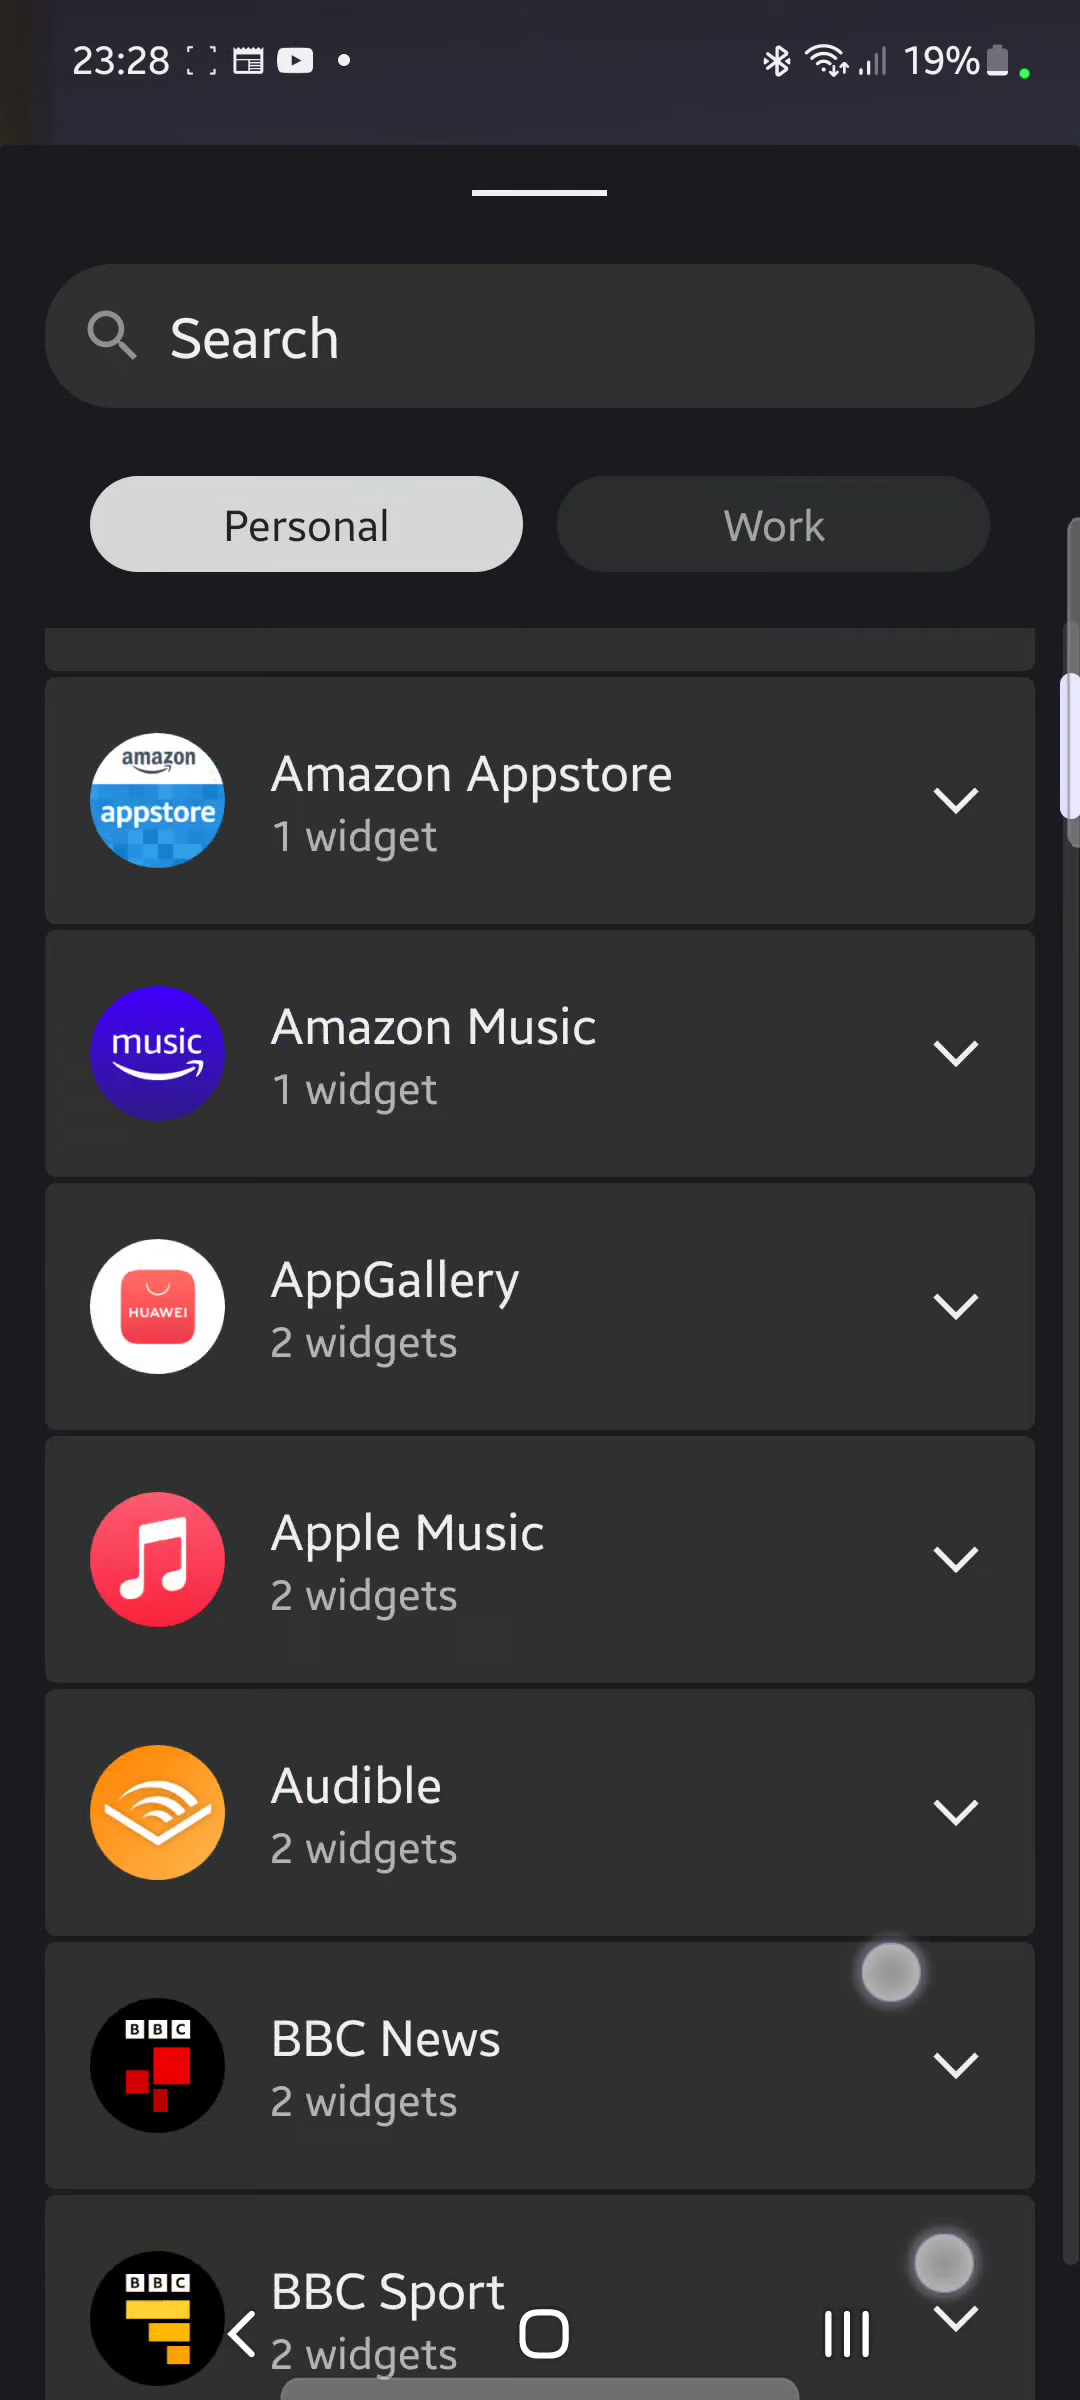 23:28
19%
Search
Personal Work
amazon
appstore
Amazon Appstore
1 widget
music
Amazon Music
1 widget
HUAWEI
AppGallery
2 widgets
Apple Music
2 widgets
Audible
2 widgets
BBC
BBC News
2 widgets
BBC
BBC Sport
2 widgets